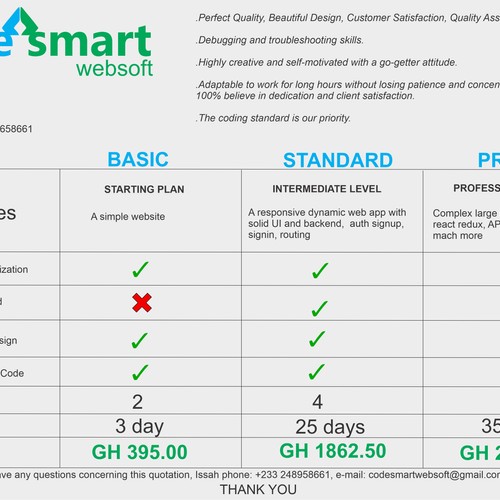 e smart
websoft
.Perfect Quality, Beautiful Design, Customer Satisfaction, Quality Ass
.Debugging and troubleshooting skills.
.Highly creative and self-motivated with a go-getter attitude.
.Adaptable to work for long hours without losing patience and concen
100% believe in dedication and client satisfaction.
.The coding standard is our priority.
658661
BASIC STANDARD PR
STARTING PLAN INTERMEDIATE LEVEL PROFESS
es
A simple website
A responsive dynamic web app with
solid UI and backend, auth signup,
signin, routing
Complex large
react redux, AP
mach more
ization ✓ ✓
d ✗ ✓
sign ✓ ✓
Code ✓ ✓
2 4
3 day 25 days 35
GH 395.00 GH 1862.50 GH 2
ave any questions concerning this quotation, Issah phone: +233 248958661, e-mail: codesmartwebsoft@gmail.com
THANK YOU